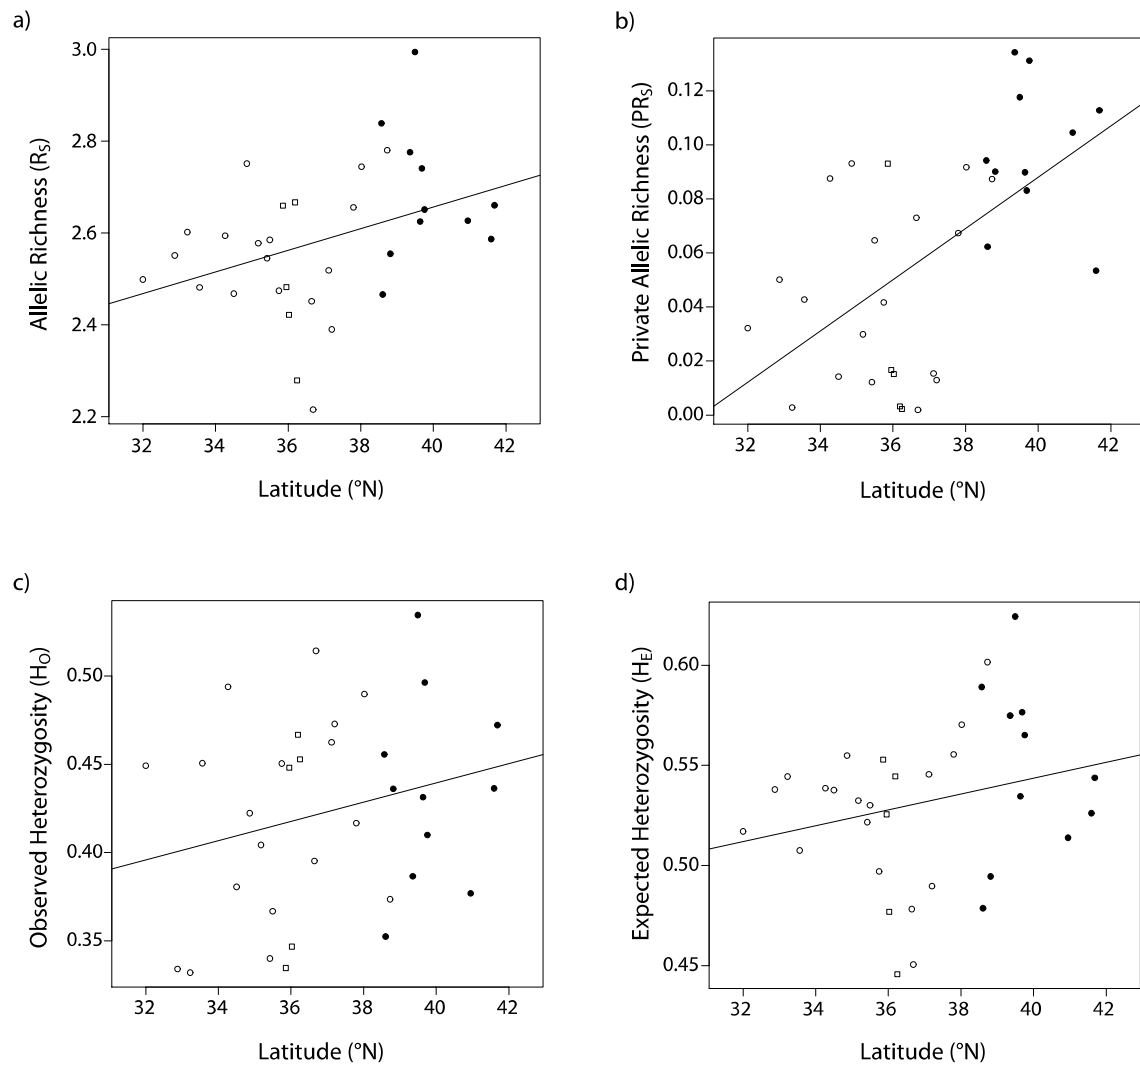 a)
Allelic Richness (RS)
3.0
2.8
2.6
2.4
2.2
32 34 36 38 40 42
Latitude (°N)
b)
Private Allelic Richness (PRS)
0.12
0.10
0.08
0.06
0.04
0.02
0.00
32 34 36 38 40 42
Latitude (°N)
c)
Observed Heterozygosity (HO)
0.50
0.45
0.40
0.35
32 34 36 38 40 42
Latitude (°N)
d)
Expected Heterozygosity (HE)
0.60
0.55
0.50
0.45
32 34 36 38 40 42
Latitude (°N)